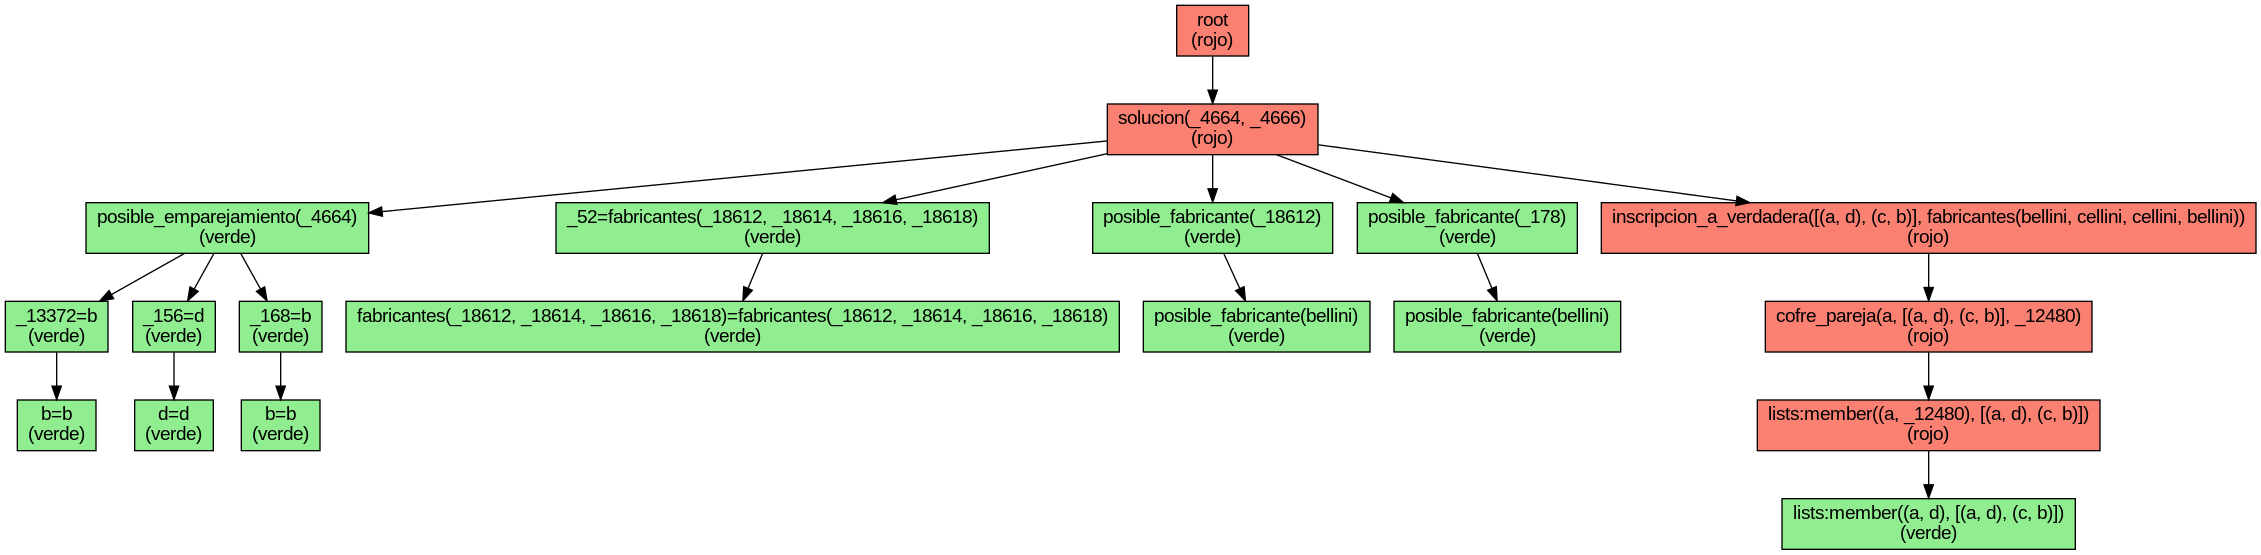 root
(rojo)
solucion(_4664, _4666)
(rojo)
posible_emparejamiento(_4664)
(verde)
_52=fabricantes(_18612, _18614, _18616, _18618)
(verde)
posible_fabricante(_18612)
(verde)
posible_fabricante(_178)
(verde)
inscripcion_a_verdadera([(a, d), (c, b)], fabricantes(bellini, cellini, cellini, bellini))
(rojo)
_13372=b
(verde)
_156=d
(verde)
_168=b
(verde)
fabricantes(_18612, _18614, _18616, _18618)=fabricantes(_18612, _18614, _18616, _18618)
(verde)
posible_fabricante(bellini)
(verde)
posible_fabricante(bellini)
(verde)
cofre_pareja(a, [(a, d), (c, b)], _12480)
(rojo)
b=b
(verde)
d=d
(verde)
b=b
(verde)
lists:member((a, _12480), [(a, d), (c, b)])
(rojo)
lists:member((a, d), [(a, d), (c, b)])
(verde)